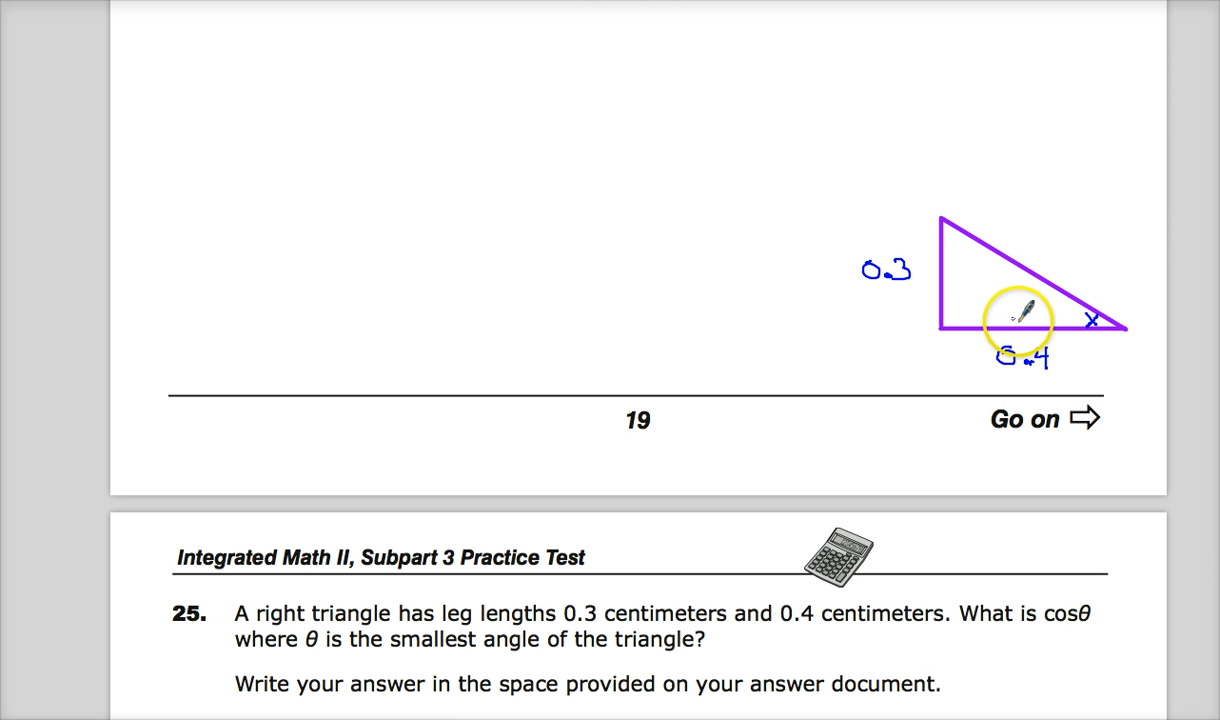 0.3
x
0.4
19
Go on
Integrated Math II, Subpart 3 Practice Test
25. A right triangle has leg lengths 0.3 centimeters and 0.4 centimeters. What is cosθ
where θ is the smallest angle of the triangle?
Write your answer in the space provided on your answer document.